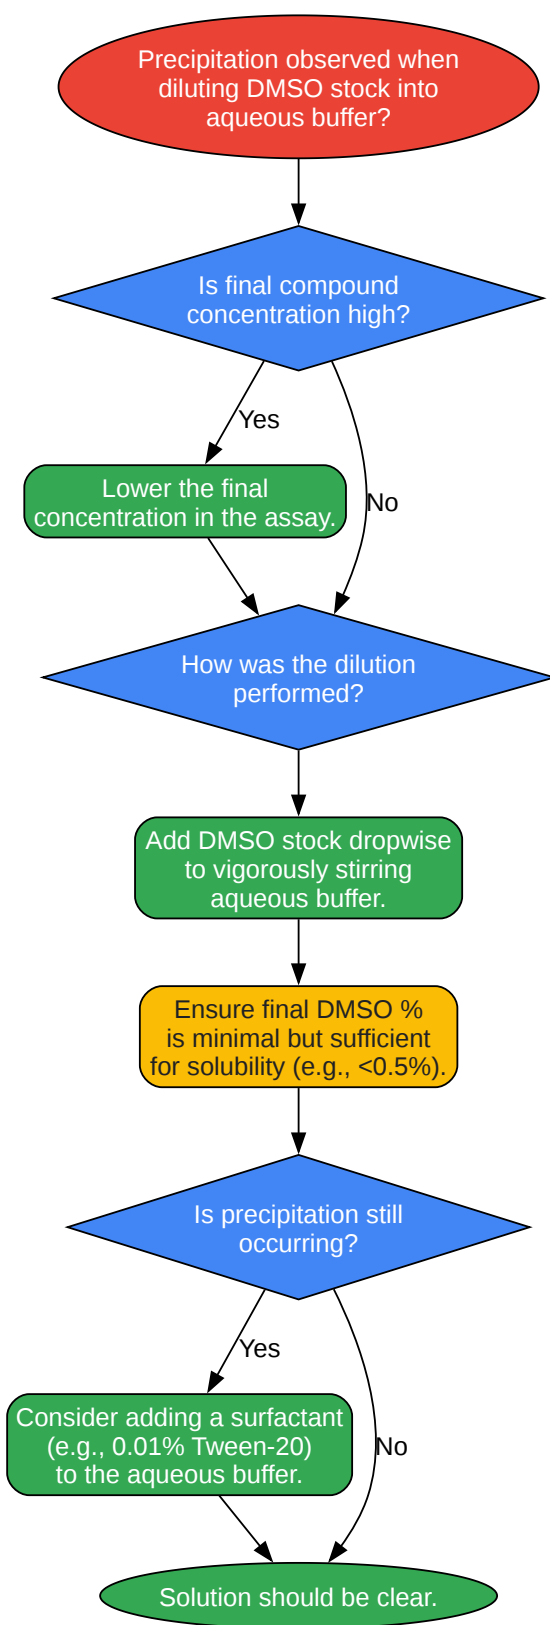 Precipitation observed when
diluting DMSO stock into
aqueous buffer?
Is final compound
concentration high?
Yes
Lower the final
concentration in the assay.
No
How was the dilution
performed?
Add DMSO stock dropwise
to vigorously stirring
aqueous buffer.
Ensure final DMSO %
is minimal but sufficient
for solubility (e.g., <0.5%).
Is precipitation still
occurring?
Yes
Consider adding a surfactant
(e.g., 0.01% Tween-20)
to the aqueous buffer.
No
Solution should be clear.